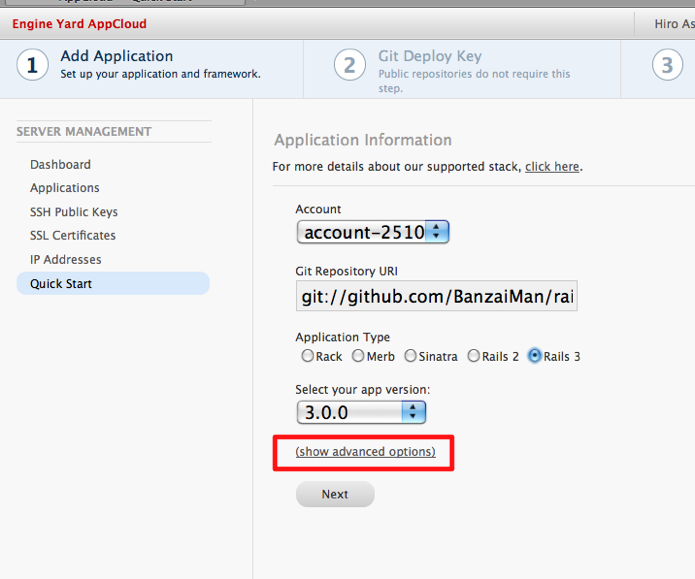 Engine Yard AppCloud
Hiro As
1
Add Application
Set up your application and framework.
2
Git Deploy Key
Public repositories do not require this
step.
3
SERVER MANAGEMENT
Dashboard
Applications
SSH Public Keys
SSL Certificates
IP Addresses
Quick Start
Application Information
For more details about our supported stack, click here.
Account
account-2510
Git Repository URI
git://github.com/BanzaiMan/rai
Application Type
Rack Merb Sinatra Rails 2 Rails 3
Select your app version:
3.0.0
(show advanced options)
Next